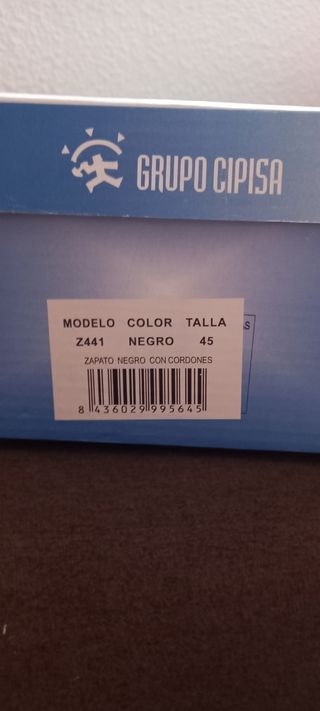 GRUPO CIPISA
MODELO COLOR TALLA
Z441 NEGRO 45
ZAPATO NEGRO CON CORDONES
8 436029 995645